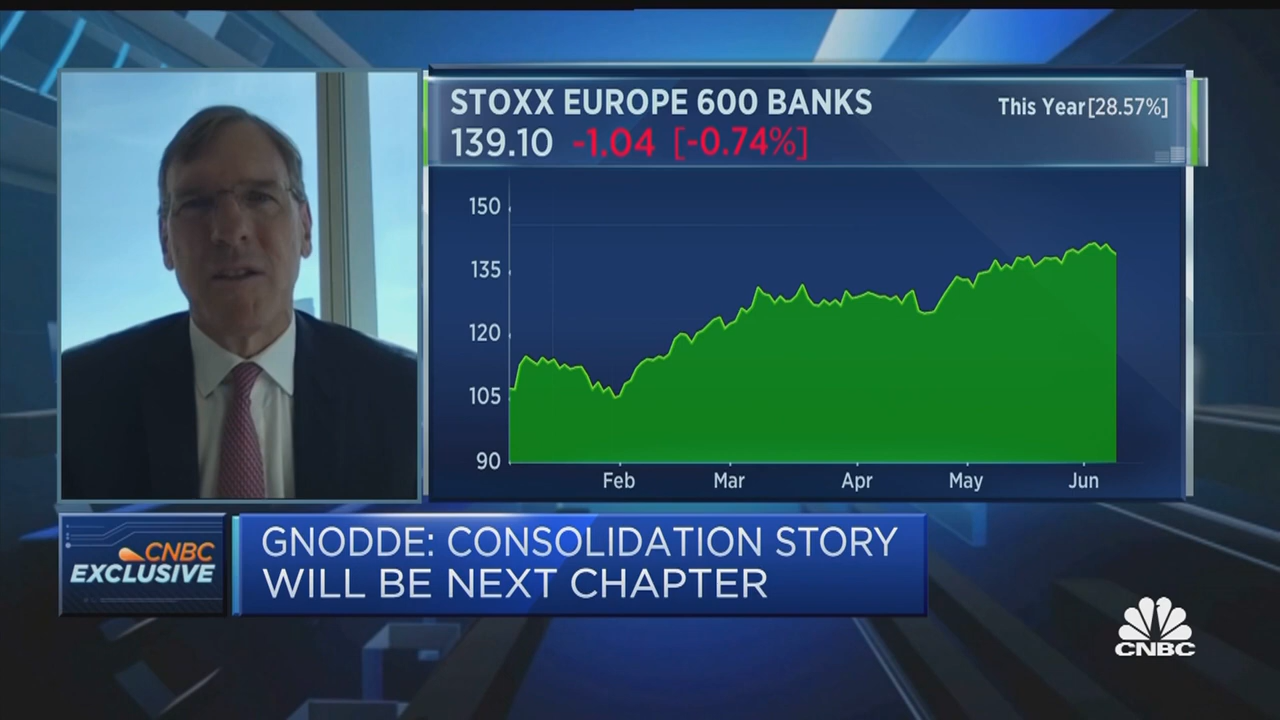 STOXX EUROPE 600 BANKS
This Year[28.57%]
139.10 -1.04 [-0.74%]
150
135
120
105
90
Feb Mar Apr May Jun
CNBC
EXCLUSIVE
GNODDE: CONSOLIDATION STORY
WILL BE NEXT CHAPTER
CNBC